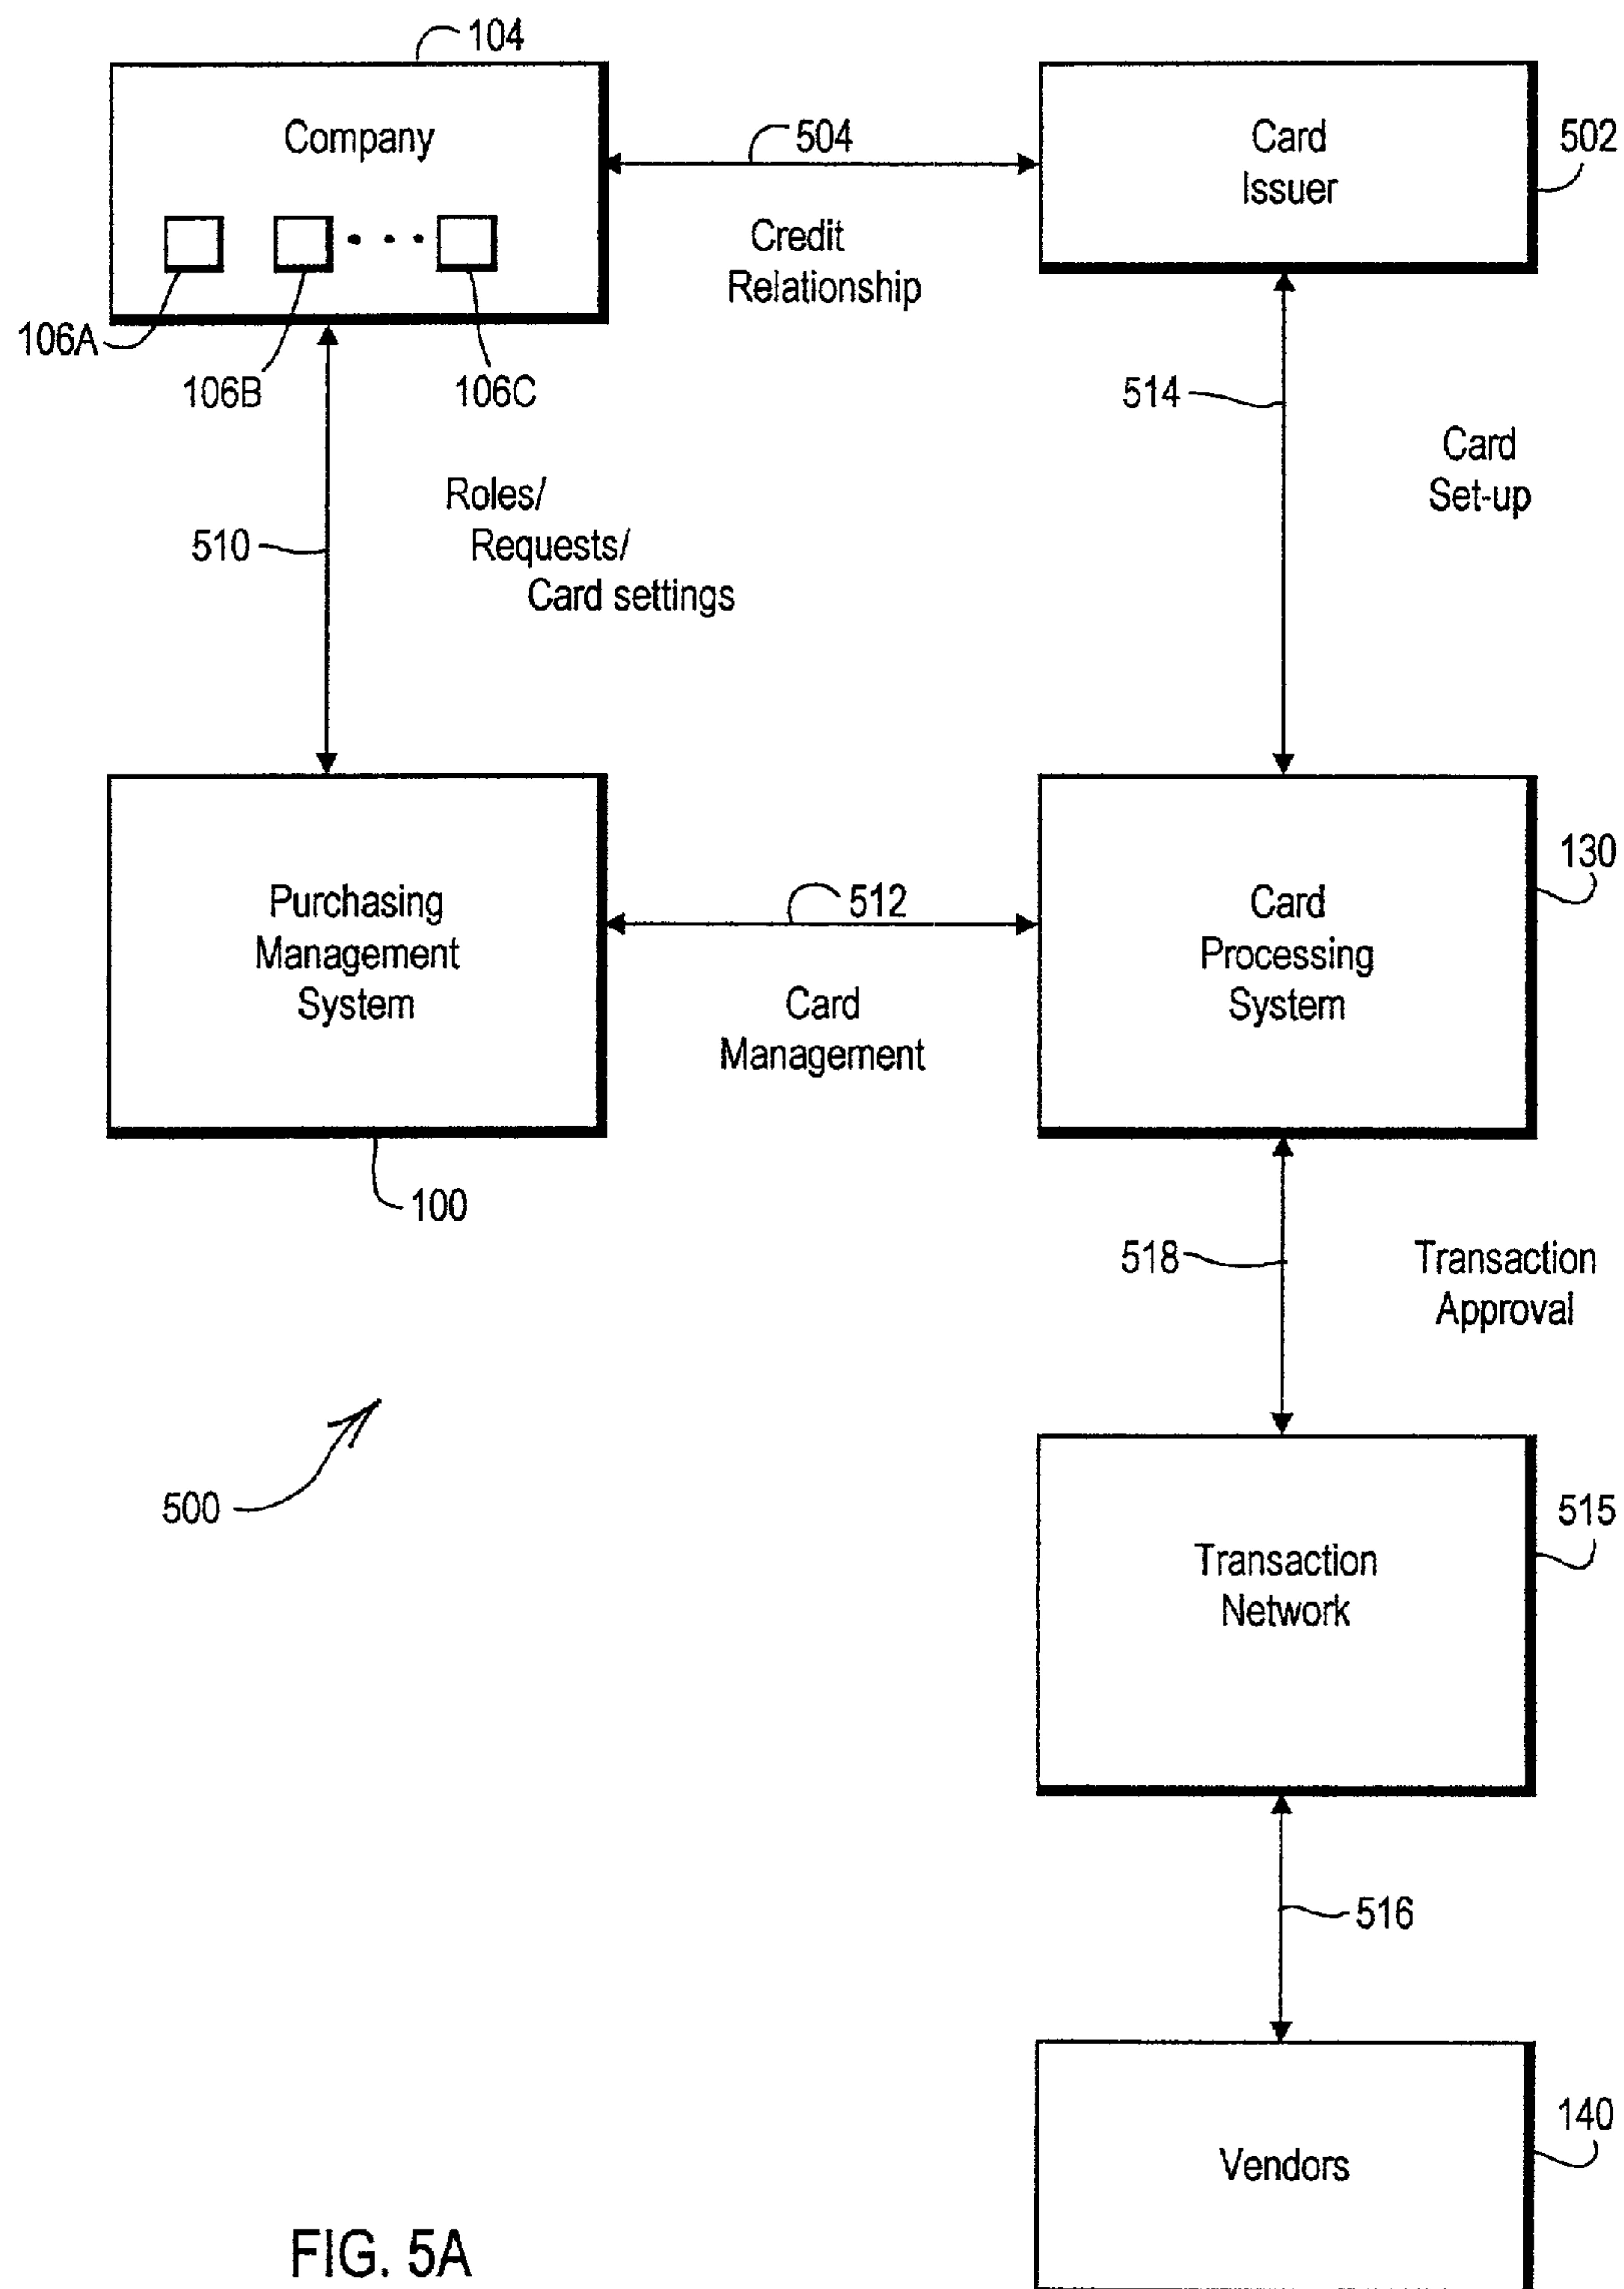 104
Company
504
Card
Issuer
502
Credit
Relationship
106A
106B
106C
514
Card
Set-up
Roles/
Requests/
Card settings
510
130
Purchasing
Management
System
512
Card
Processing
System
Card
Management
100
518
Transaction
Approval
500
515
Transaction
Network
516
140
Vendors
FIG. 5A